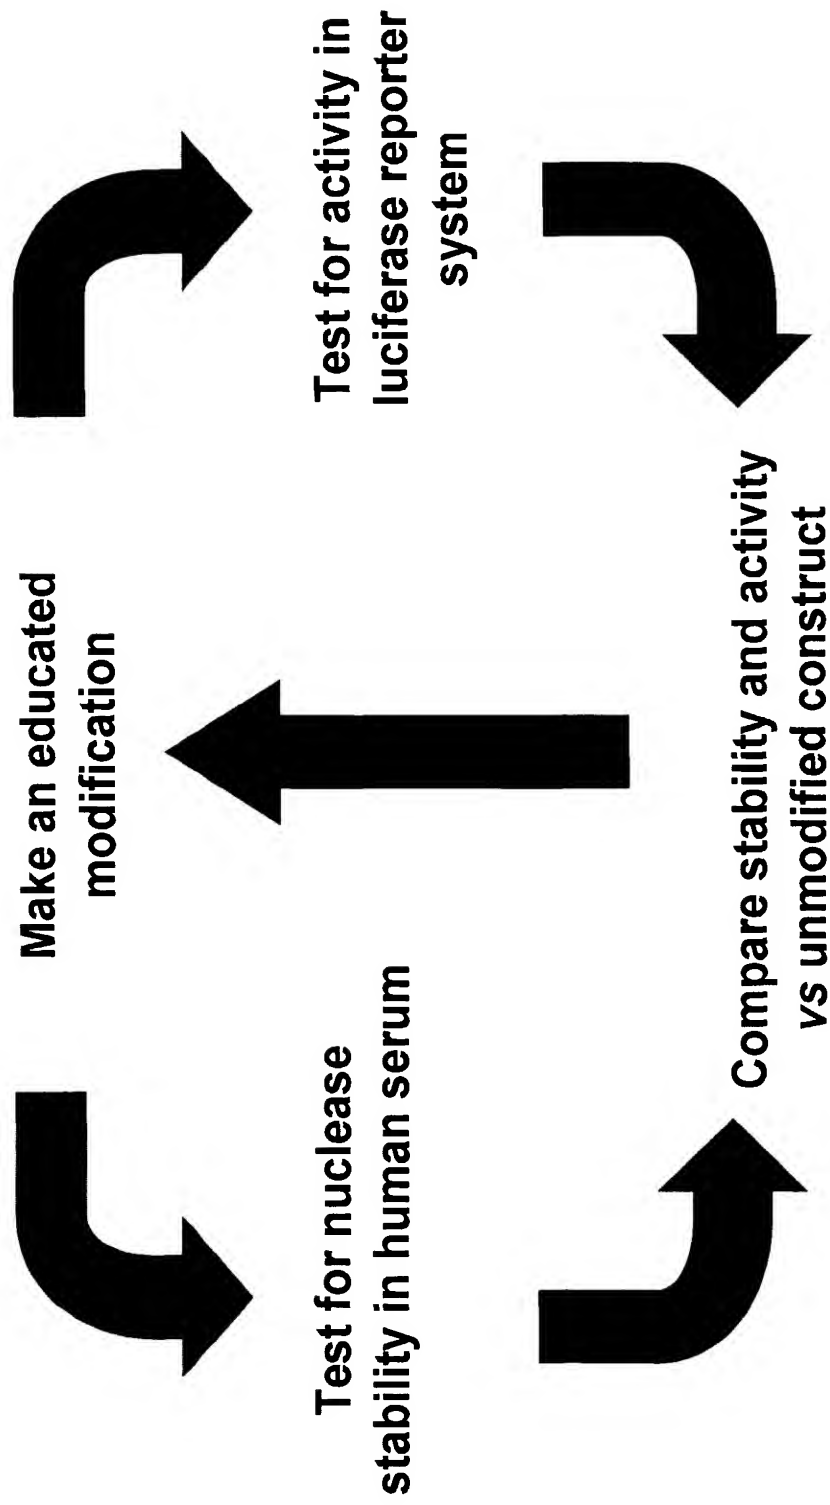 Make an educated
modification
Test for nuclease
stability in human serum
Test for activity in
luciferase reporter
system
Compare stability and activity
vs unmodified construct